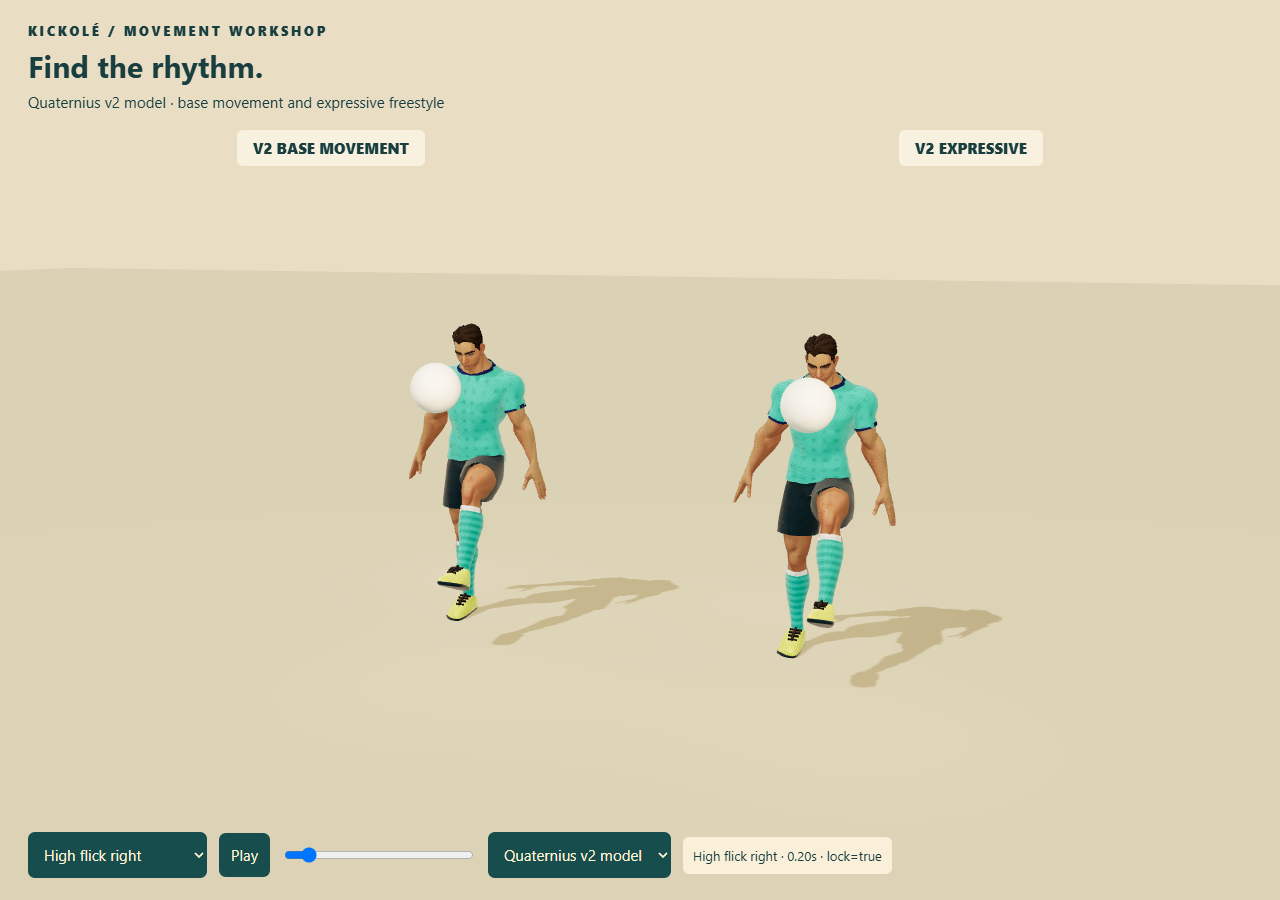 KICKOLÉ / MOVEMENT WORKSHOP
Find the rhythm.
Quaternius v2 model · base movement and expressive freestyle
V2 BASE MOVEMENT
V2 EXPRESSIVE
High flick right
Play
Quaternius v2 model
High flick right · 0.20s · lock=true